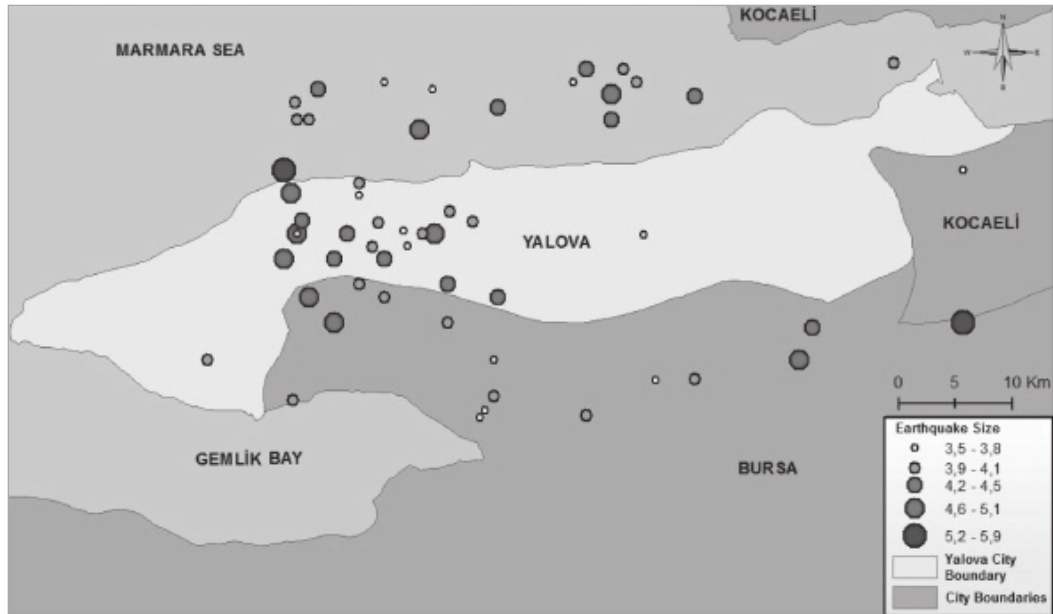 KOCAELİ
MARMARA SEA
N
W E
S
KOCAELİ
YALOVA
0 5 10 Km
Earthquake Size
3,5 - 3,8
3,9 - 4,1
4,2 - 4,5
4,6 - 5,1
5,2 - 5,9
Yalova City
Boundary
City Boundaries
GEMLİK BAY
BURSA